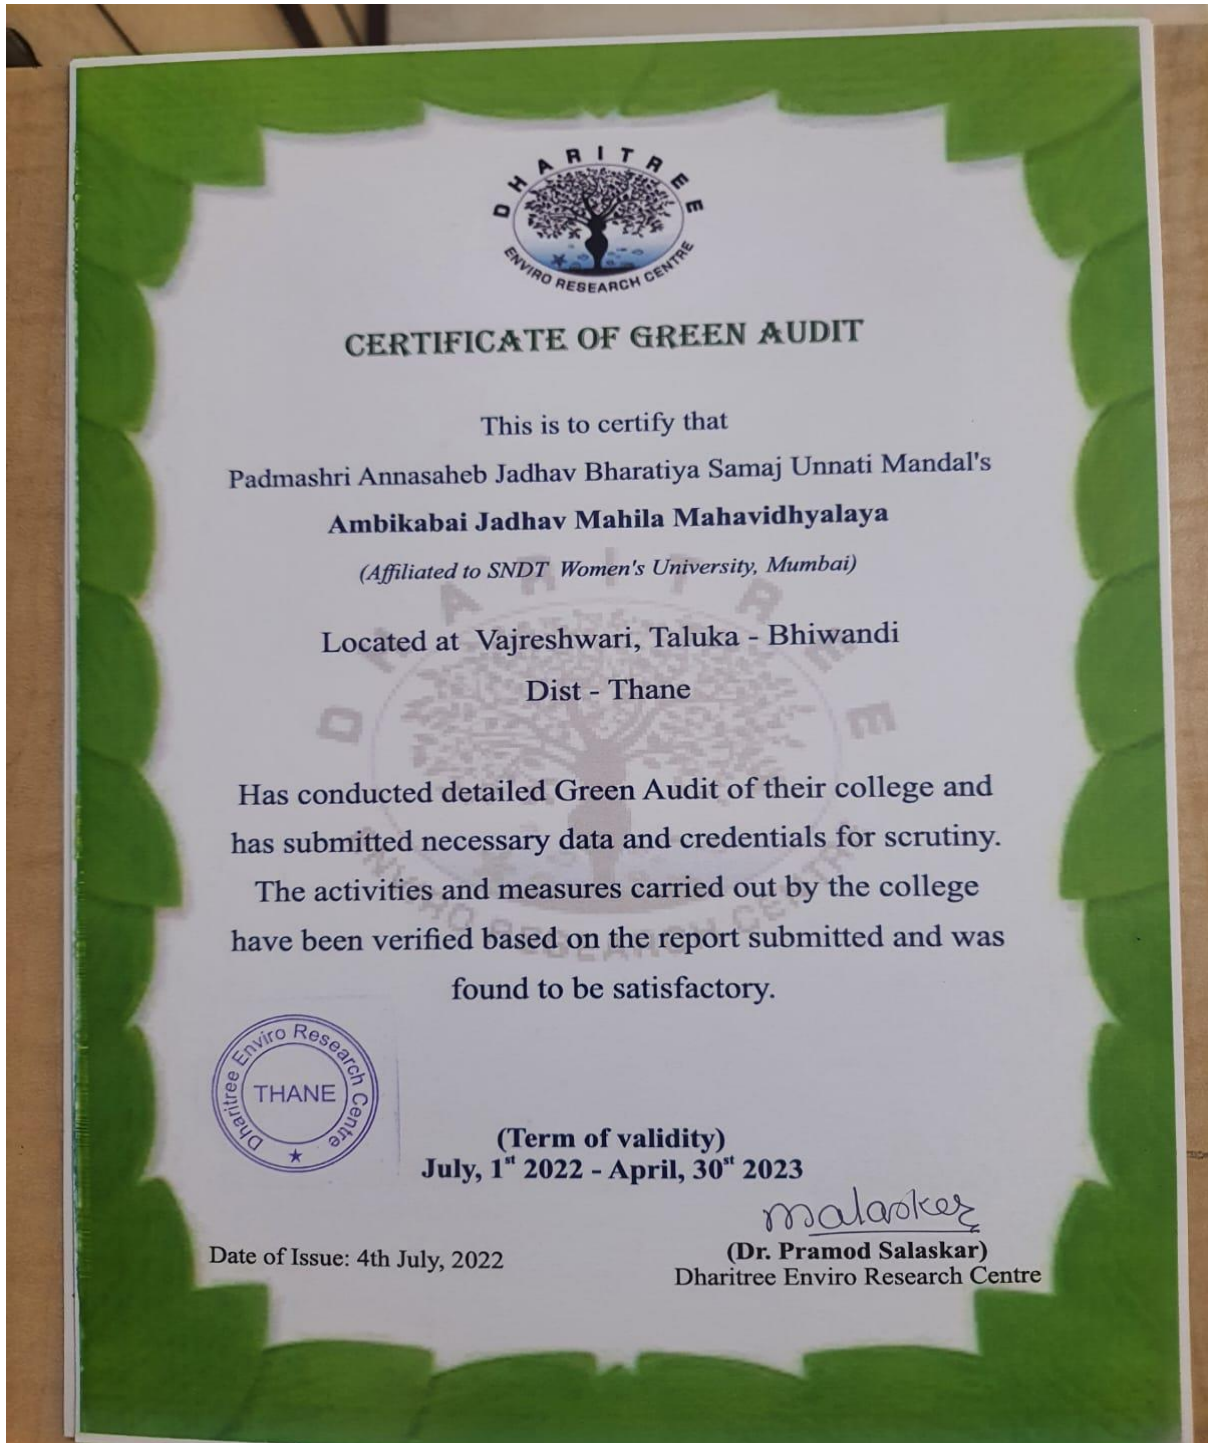 DHARITREE
ENVIRO RESEARCH CENTRE
CERTIFICATE OF GREEN AUDIT
This is to certify that
Padmashri Annasaheb Jadhav Bharatiya Samaj Unnati Mandal's
Ambikabai Jadhav Mahila Mahavidhyalaya
(Affiliated to SNDT Women's University, Mumbai)
Located at Vajreshwari, Taluka - Bhiwandi
Dist - Thane
DHARITREE
ENVIRO RESEARCH CENTRE
Has conducted detailed Green Audit of their college and
has submitted necessary data and credentials for scrutiny.
The activities and measures carried out by the college
have been verified based on the report submitted and was
found to be satisfactory.
Dharitree Enviro Research Centre
THANE
(Term of validity)
July, 1st 2022 - April, 30st 2023
Date of Issue: 4th July, 2022
(Dr. Pramod Salaskar)
Dharitree Enviro Research Centre